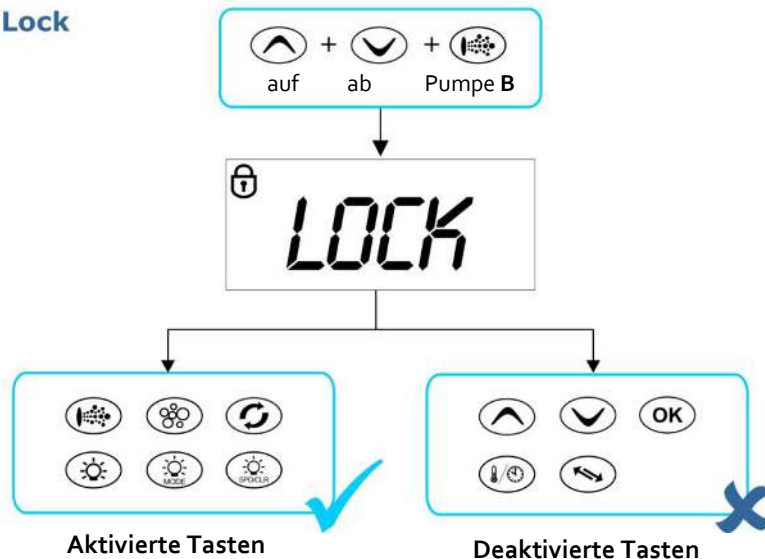 Lock
+ +
auf ab Pumpe B
LOCK
OK
MODE SPD/CLR
Aktivierte Tasten
Deaktivierte Tasten